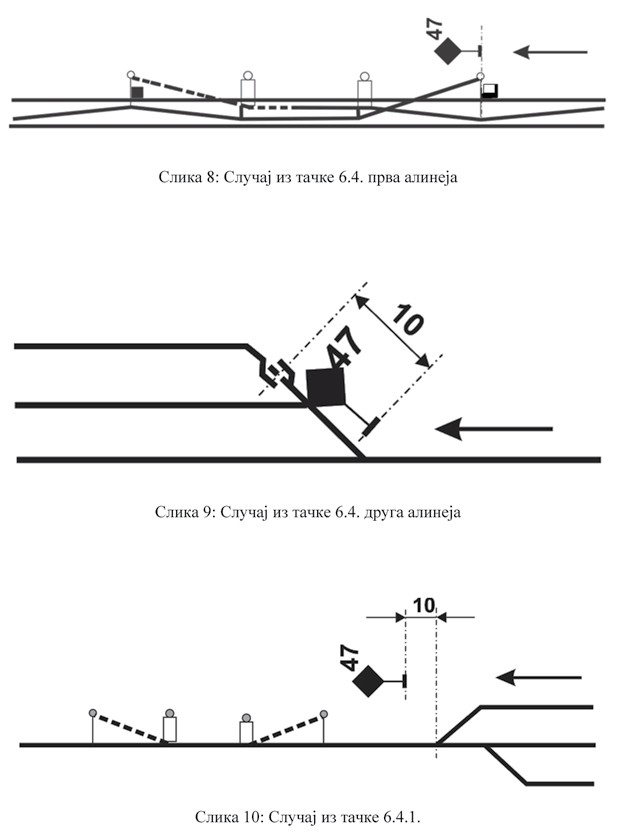 47
Слика 8: Случај из тачке 6.4. прва алинеја
10
47
Слика 9: Случај из тачке 6.4. друга алинеја
10
47
Слика 10: Случај из тачке 6.4.1.